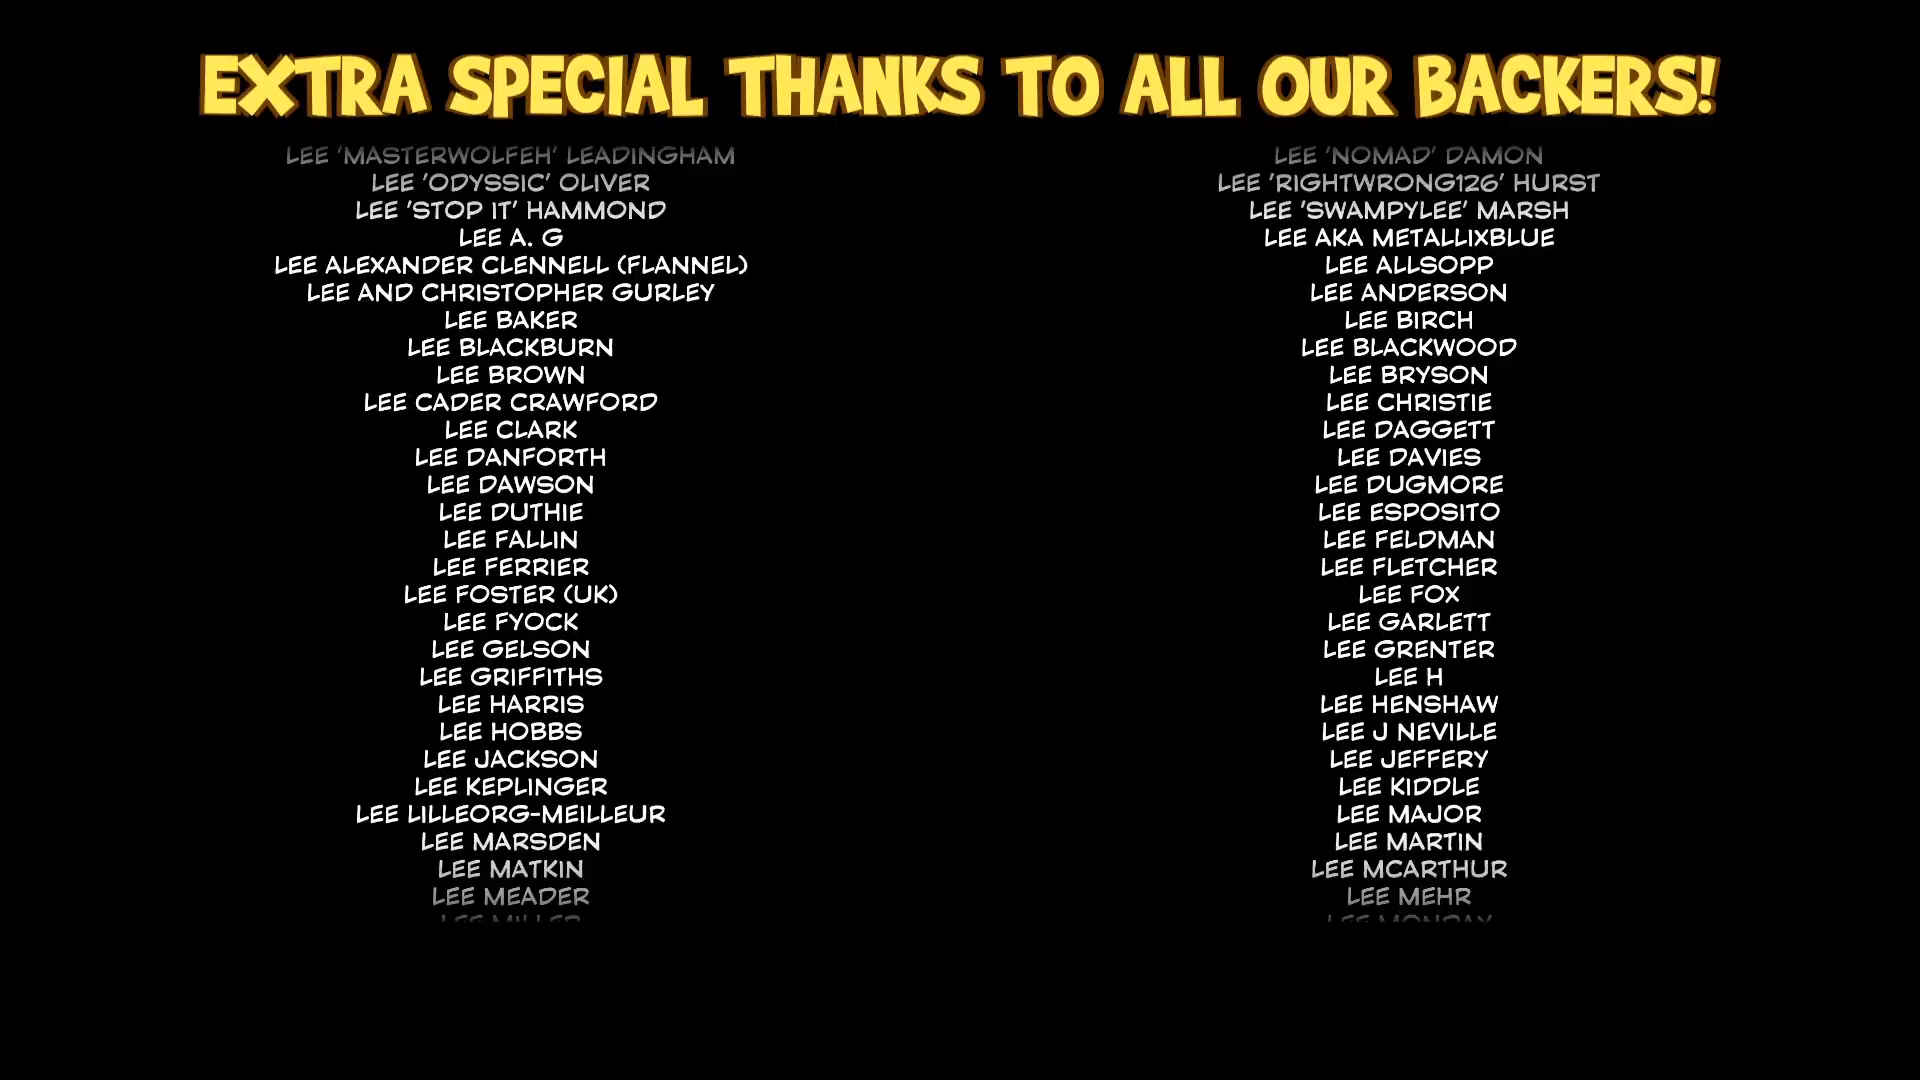 EXTRA SPECIAL THANKS TO ALL OUR BACKERS!
LEE 'MASTERWOLFEH' LEADINGHAM
LEE 'NOMAD' DAMON
LEE 'ODYSSIC' OLIVER
LEE 'RIGHTWRONG126' HURST
LEE 'STOP IT' HAMMOND
LEE 'SWAMPYLEE' MARSH
LEE A. G
LEE AKA METALLIXBLUE
LEE ALEXANDER CLENNELL (FLANNEL)
LEE ALLSOPP
LEE AND CHRISTOPHER GURLEY
LEE ANDERSON
LEE BAKER
LEE BIRCH
LEE BLACKBURN
LEE BLACKWOOD
LEE BROWN
LEE BRYSON
LEE CADER CRAWFORD
LEE CHRISTIE
LEE CLARK
LEE DAGGETT
LEE DANFORTH
LEE DAVIES
LEE DAWSON
LEE DUGMORE
LEE DUTHIE
LEE ESPOSITO
LEE FALLIN
LEE FELDMAN
LEE FERRIER
LEE FLETCHER
LEE FOSTER (UK)
LEE FOX
LEE FYOCK
LEE GARLETT
LEE GELSON
LEE GRENTER
LEE GRIFFITHS
LEE H
LEE HARRIS
LEE HENSHAW
LEE HOBBS
LEE J NEVILLE
LEE JACKSON
LEE JEFFERY
LEE KEPLINGER
LEE KIDDLE
LEE LILLEORG-MEILLEUR
LEE MAJOR
LEE MARSDEN
LEE MARTIN
LEE MATKIN
LEE MCARTHUR
LEE MEADER
LEE MEHR
LEE MILLER
LEE MONDAY